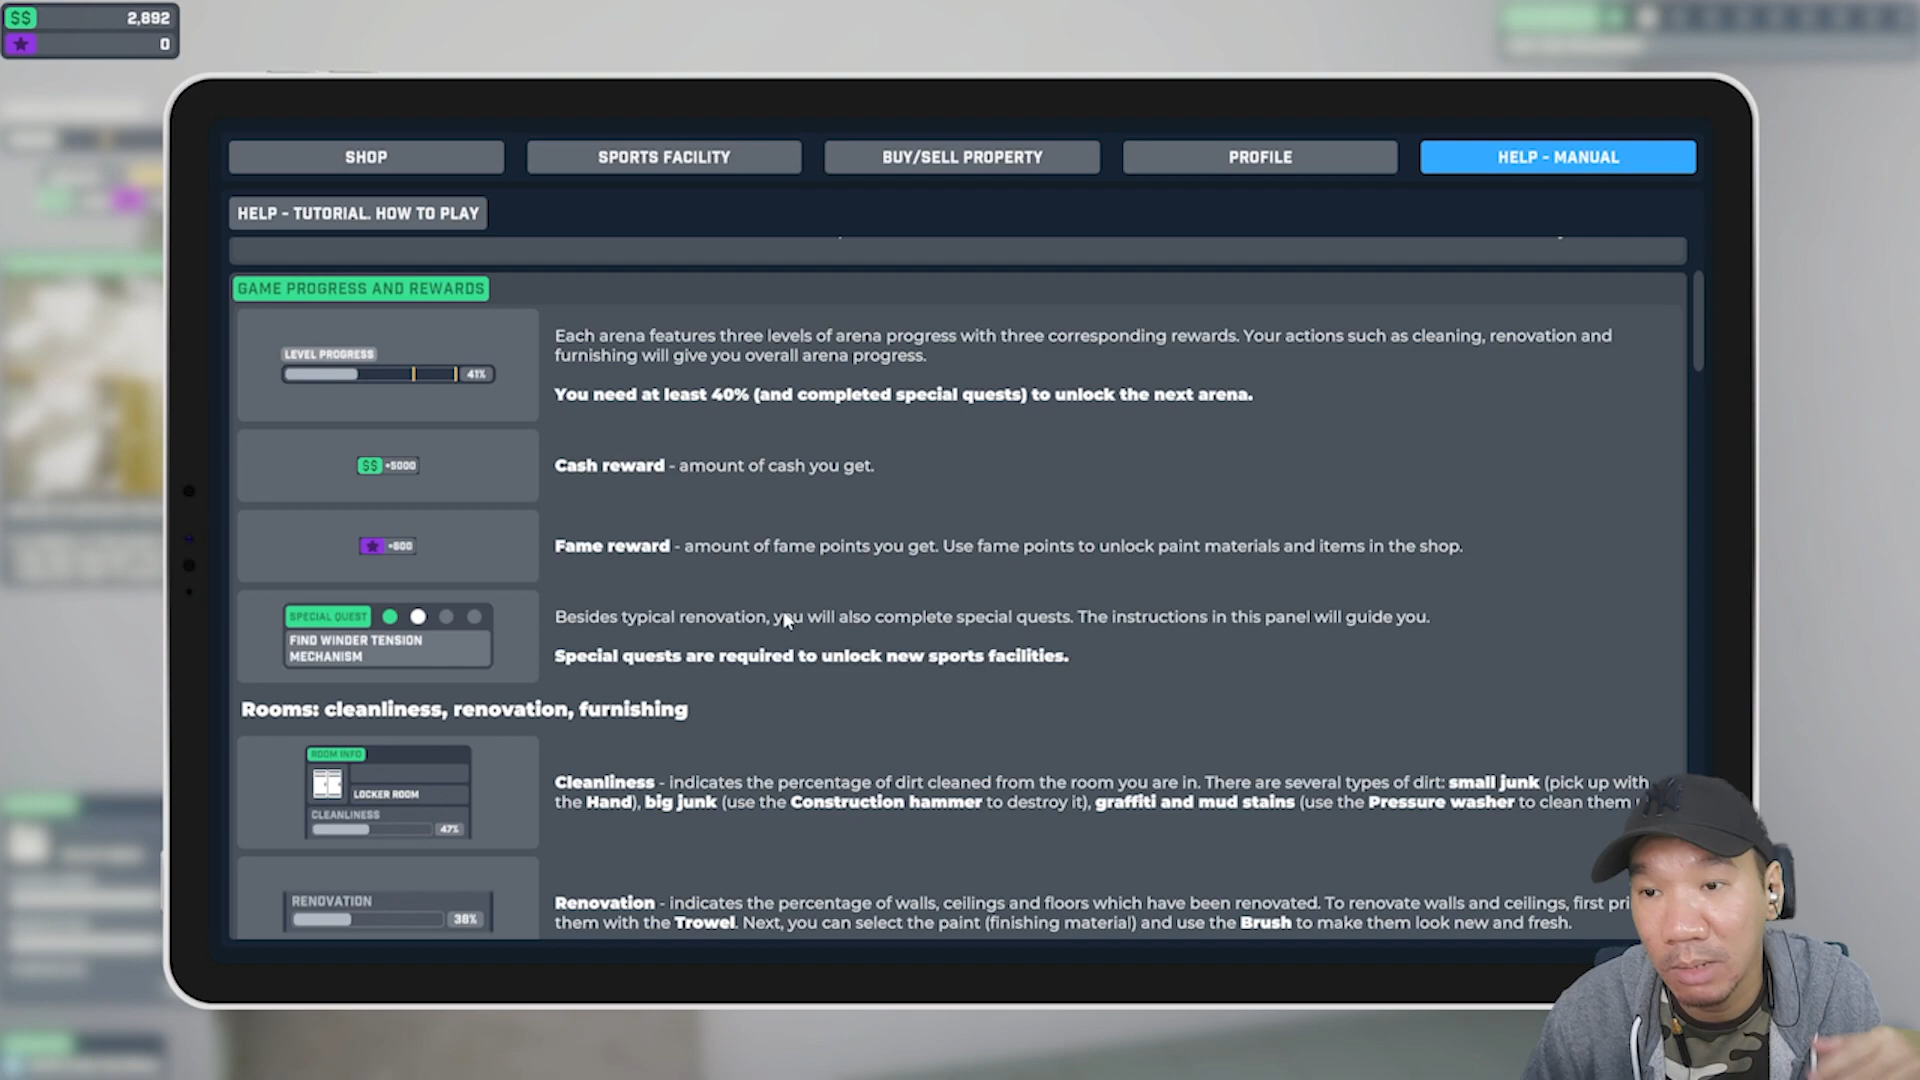 $$ 2,892
0
SHOP
SPORTS FACILITY
BUY/SELL PROPERTY
PROFILE
HELP - MANUAL
HELP - TUTORIAL. HOW TO PLAY
GAME PROGRESS AND REWARDS
LEVEL PROGRESS
41%
Each arena features three levels of arena progress with three corresponding rewards. Your actions such as cleaning, renovation and
furnishing will give you overall arena progress.
You need at least 40% (and completed special quests) to unlock the next arena.
$$ +5000
Cash reward - amount of cash you get.
+600
Fame reward - amount of fame points you get. Use fame points to unlock paint materials and items in the shop.
SPECIAL QUEST
FIND WINDER TENSION
MECHANISM
Besides typical renovation, you will also complete special quests. The instructions in this panel will guide you.
Special quests are required to unlock new sports facilities.
Rooms: cleanliness, renovation, furnishing
ROOM INFO
LOCKER ROOM
CLEANLINESS
47%
Cleanliness - indicates the percentage of dirt cleaned from the room you are in. There are several types of dirt: small junk (pick up with
the Hand), big junk (use the Construction hammer to destroy it), graffiti and mud stains (use the Pressure washer to clean them
RENOVATION
38%
Renovation - indicates the percentage of walls, ceilings and floors which have been renovated. To renovate walls and ceilings, first pri
them with the Trowel. Next, you can select the paint (finishing material) and use the Brush to make them look new and fresh.